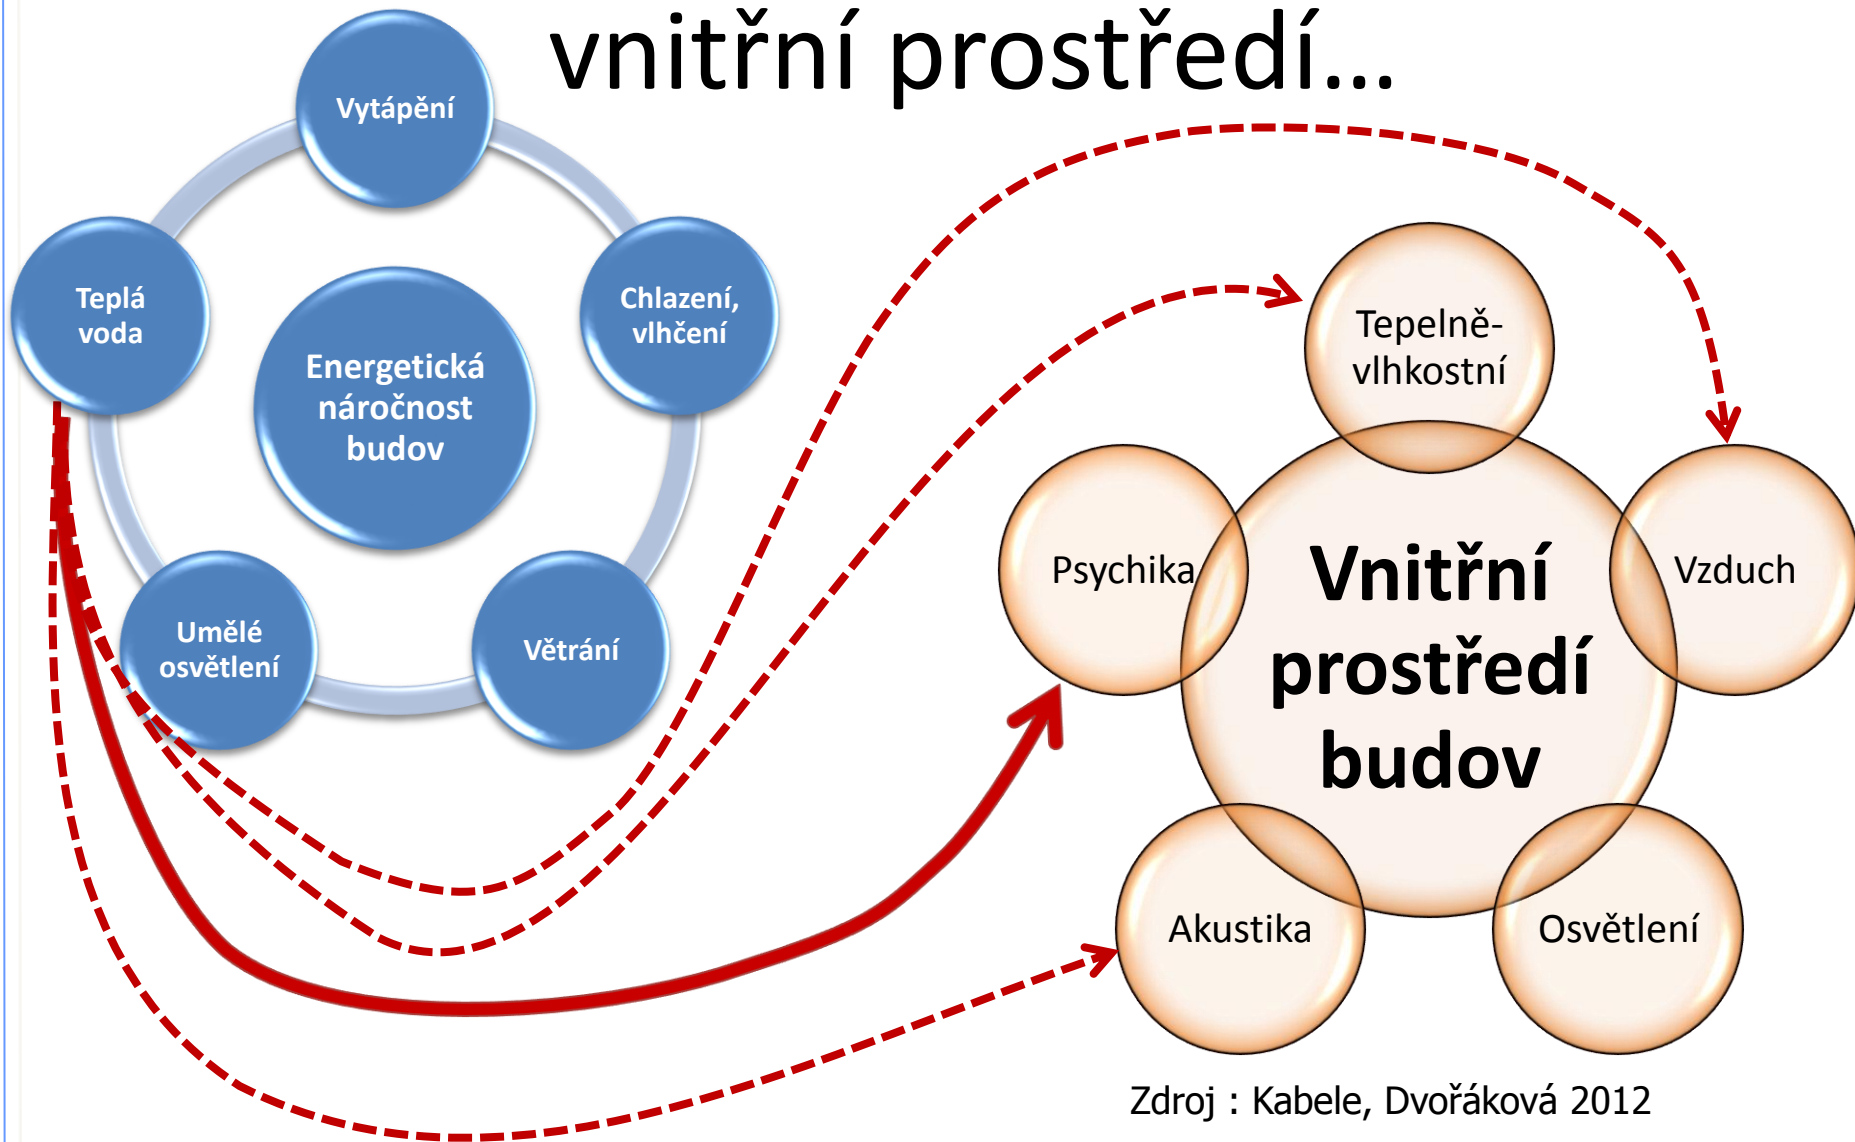 vnitřní prostředí...
Vytápění
Teplá
voda
Chlazení,
vlhčení
Energetická
náročnost
budov
Umělé
osvětlení
Větrání
Tepelně-
vlhkostní
Psychika
Vzduch
Vnitřní
prostředí
budov
Akustika
Osvětlení
Zdroj : Kabele, Dvořáková 2012